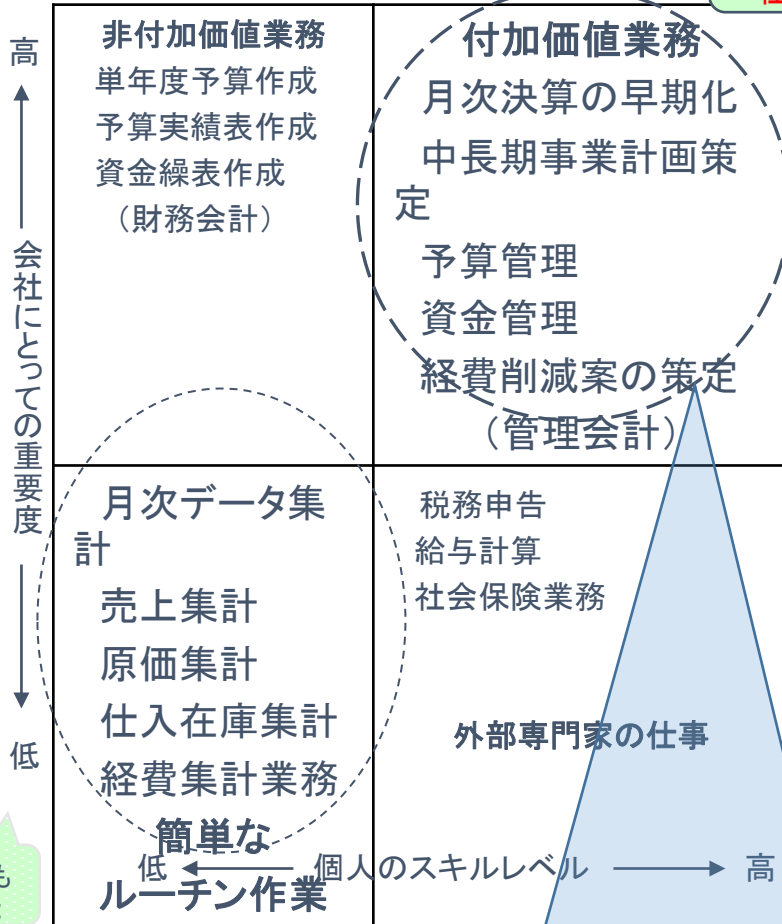 非付加価値業務
単年度予算作成
予算実績表作成
資金繰表作成
（財務会計）
付加価値業務
月次決算の早期化
中長期事業計画策
定
予算管理
資金管理
経費削減案の策定
（管理会計）
高
会社にとっての重要度
低
月次データ集
計
売上集計
原価集計
仕入在庫集計
経費集計業務
簡単な
ルーチン作業
税務申告
給与計算
社会保険業務
外部専門家の仕事
低
個人のスキルレベル
高
も